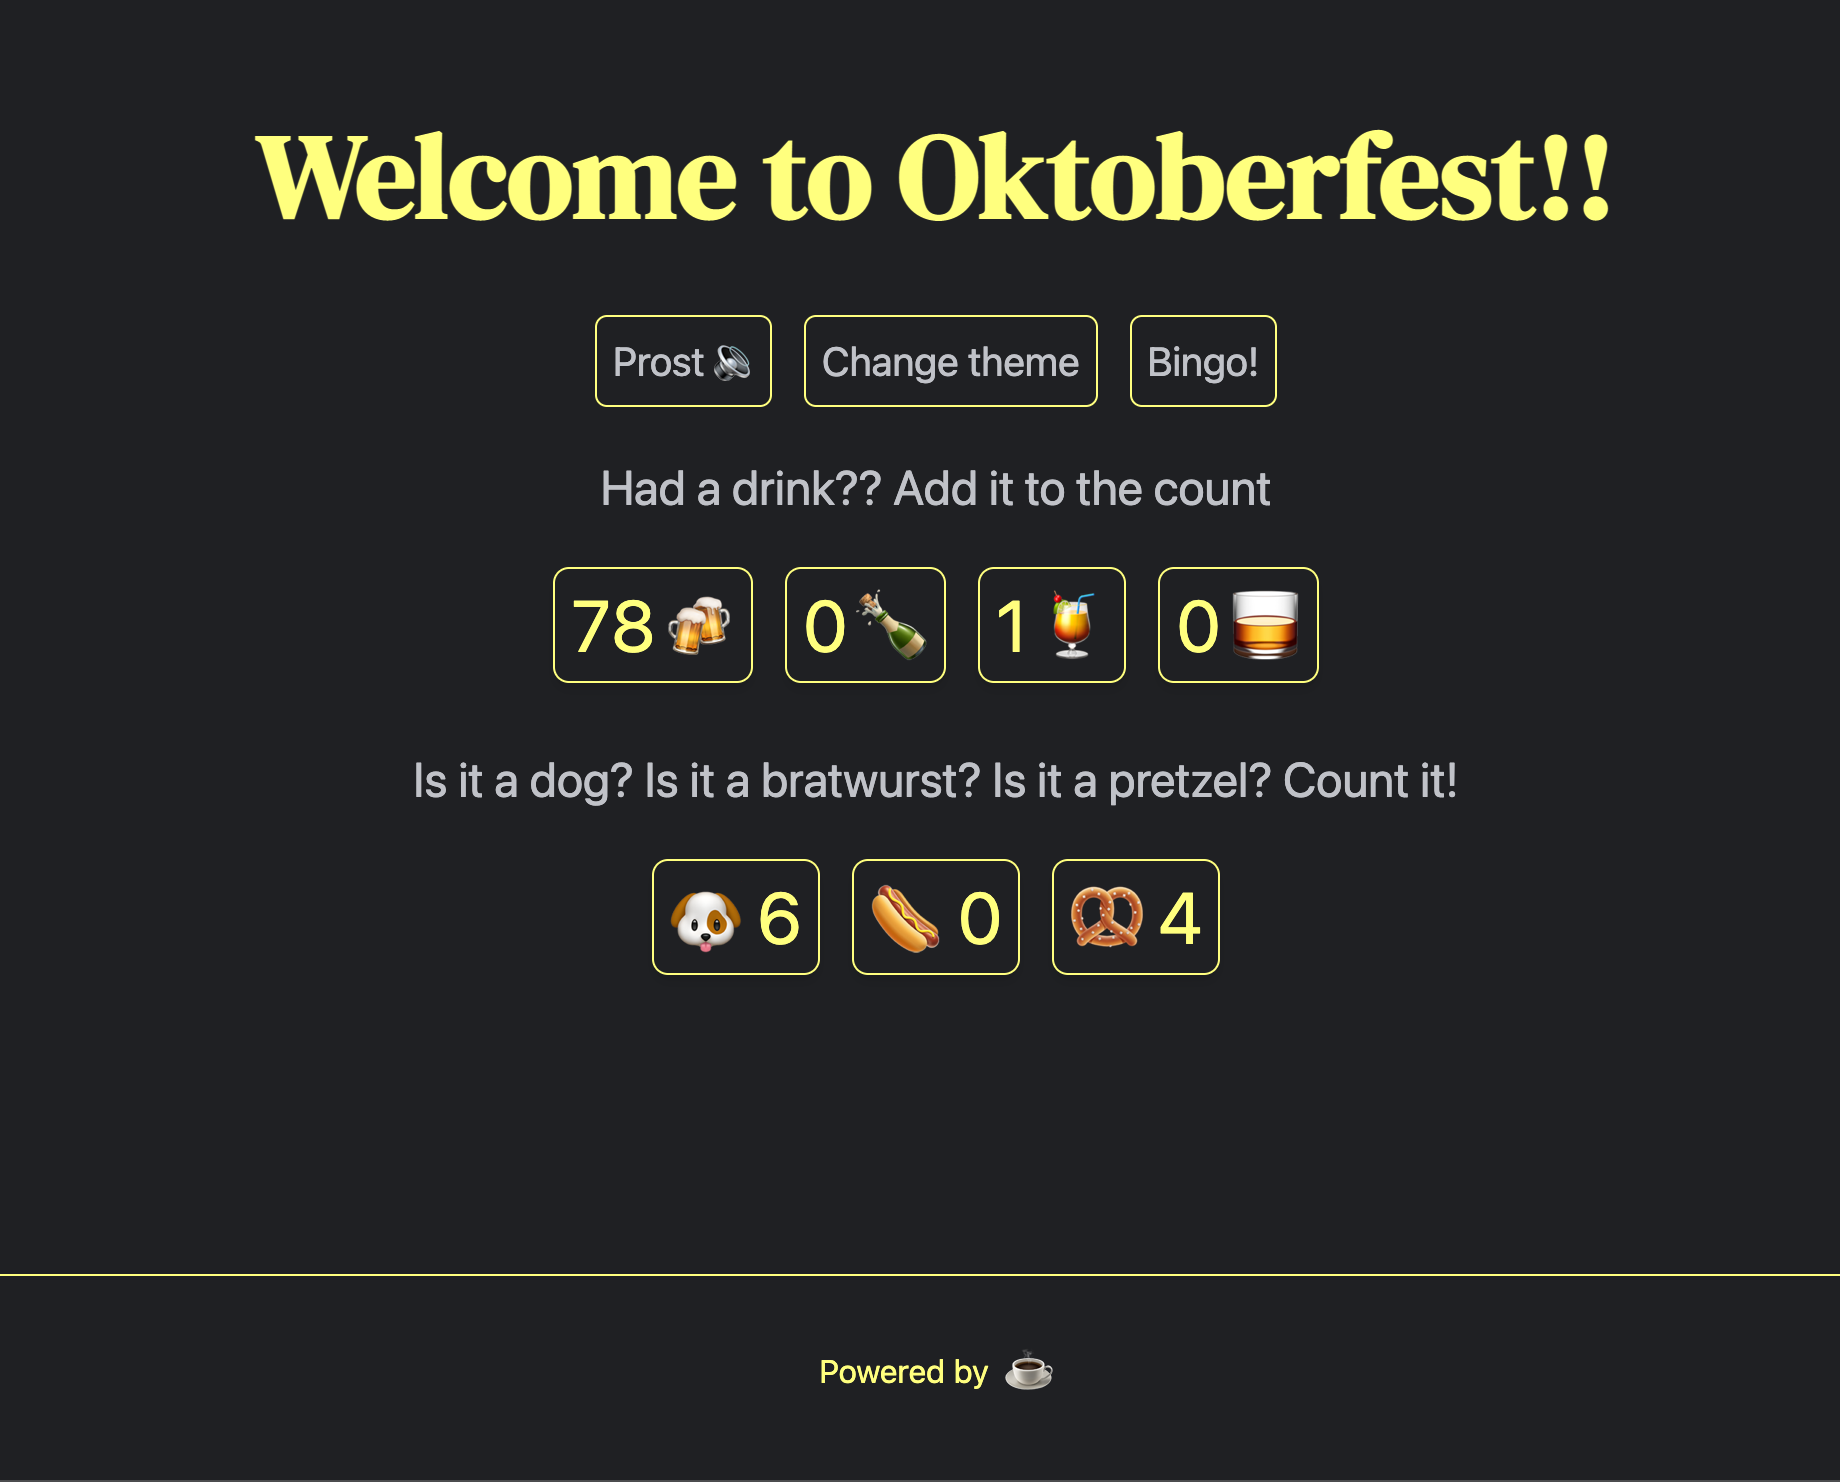 Welcome to Oktoberfest!!
Prost 🔈 Change theme Bingo!
Had a drink?? Add it to the count
78 🍻 0 🍾 1 🍹 0 🥃
Is it a dog? Is it a bratwurst? Is it a pretzel? Count it!
🐶 6 🌭 0 🥨 4
Powered by ☕